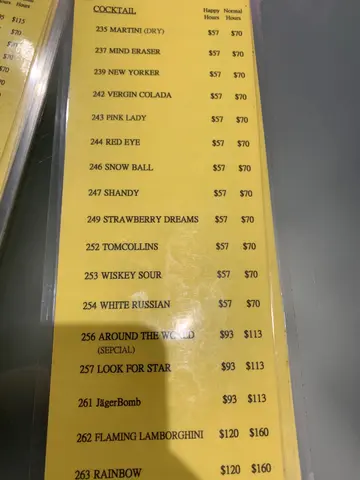 COCKTAIL Happy Hours Normal Hours
235 MARTINI (DRY) $57 $70
237 MIND ERASER $57 $70
239 NEW YORKER $57 $70
242 VERGIN COLADA $57 $70
243 PINK LADY $57 $70
244 RED EYE $57 $70
246 SNOW BALL $57 $70
247 SHANDY $57 $70
249 STRAWBERRY DREAMS $57 $70
252 TOMCOLLINS $57 $70
253 WISKEY SOUR $57 $70
254 WHITE RUSSIAN $57 $70
256 AROUND THE WORLD $93 $113
(SEPCIAL)
257 LOOK FOR STAR $93 $113
261 JägerBomb $93 $113
262 FLAMING LAMBORGHINI $120 $160
263 RAINBOW $120 $160